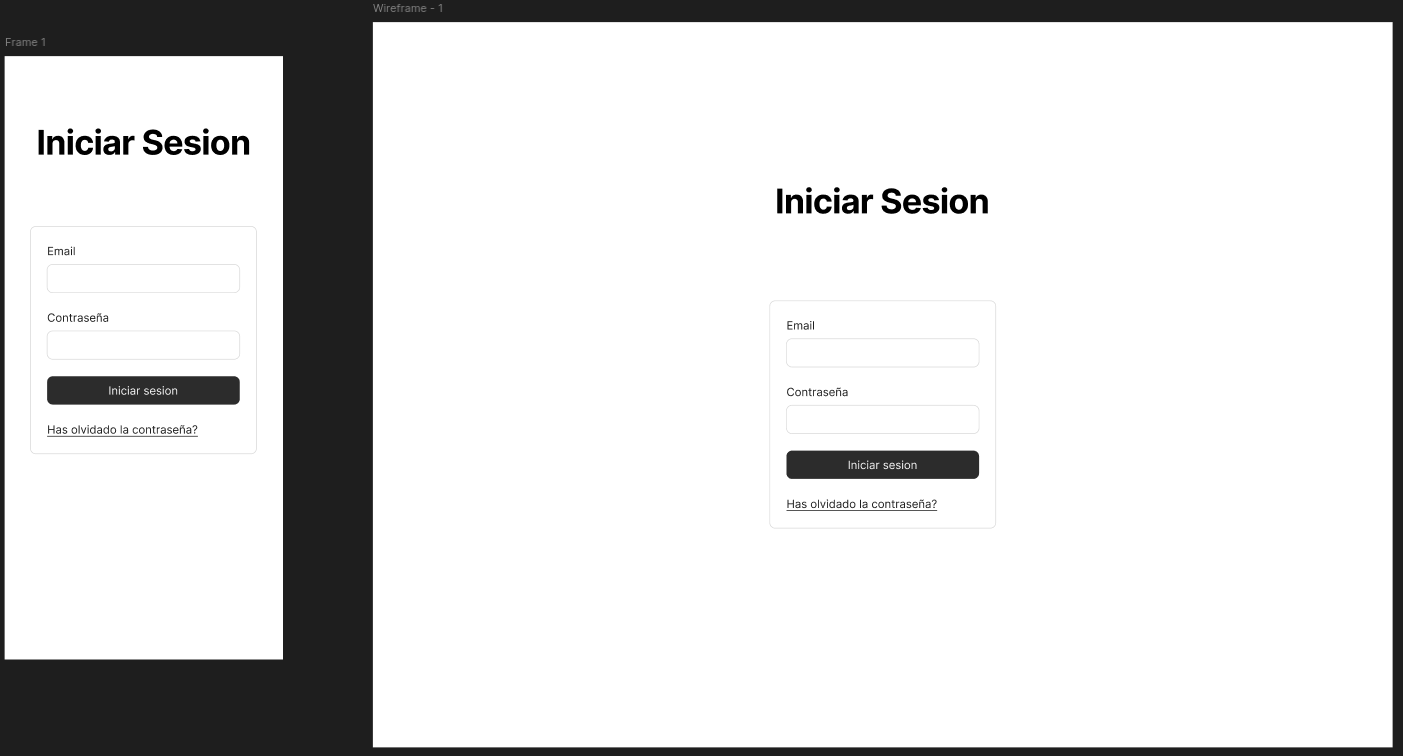 Frame 1
Iniciar Sesion
Email
Contraseña
Iniciar sesion
Has olvidado la contraseña?
Wireframe - 1
Iniciar Sesion
Email
Contraseña
Iniciar sesion
Has olvidado la contraseña?